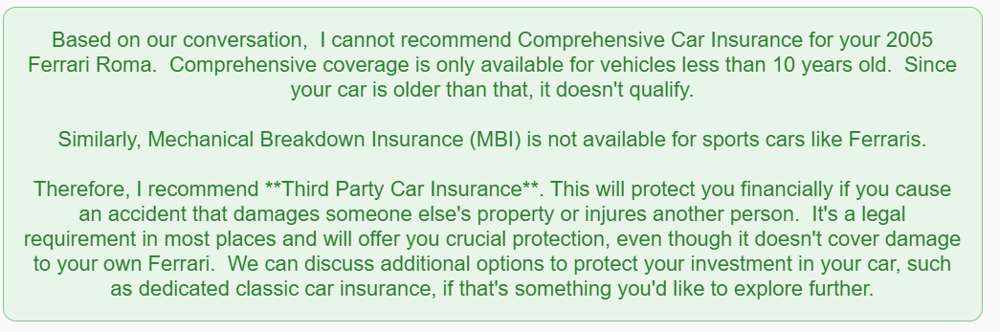 Based on our conversation,  I cannot recommend Comprehensive Car Insurance for your 2005
Ferrari Roma.  Comprehensive coverage is only available for vehicles less than 10 years old.  Since
your car is older than that, it doesn't qualify.
Similarly, Mechanical Breakdown Insurance (MBI) is not available for sports cars like Ferraris.
Therefore, I recommend **Third Party Car Insurance**. This will protect you financially if you cause
an accident that damages someone else's property or injures another person.  It's a legal
requirement in most places and will offer you crucial protection, even though it doesn't cover damage
to your own Ferrari.  We can discuss additional options to protect your investment in your car, such
as dedicated classic car insurance, if that's something you'd like to explore further.